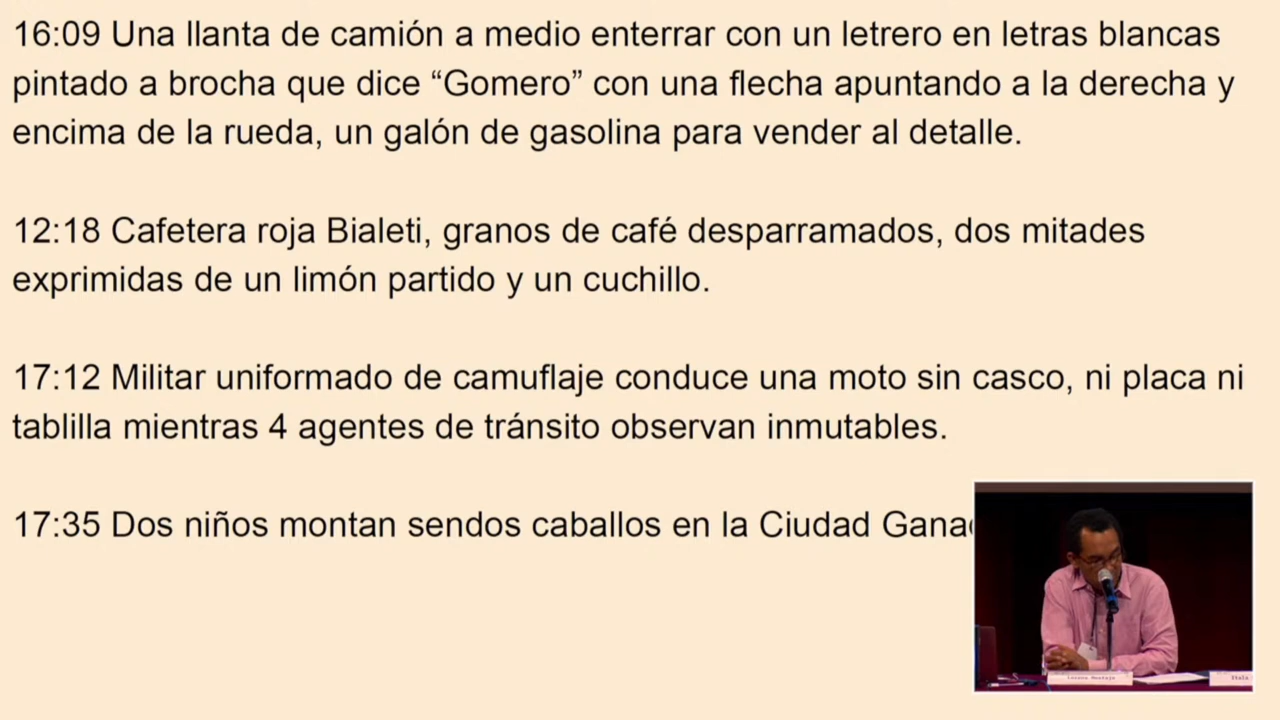 16:09 Una llanta de camión a medio enterrar con un letrero en letras blancas
pintado a brocha que dice “Gomero” con una flecha apuntando a la derecha y
encima de la rueda, un galón de gasolina para vender al detalle.
12:18 Cafetera roja Bialeti, granos de café desparramados, dos mitades
exprimidas de un limón partido y un cuchillo.
17:12 Militar uniformado de camuflaje conduce una moto sin casco, ni placa ni
tablilla mientras 4 agentes de tránsito observan inmutables.
17:35 Dos niños montan sendos caballos en la Ciudad